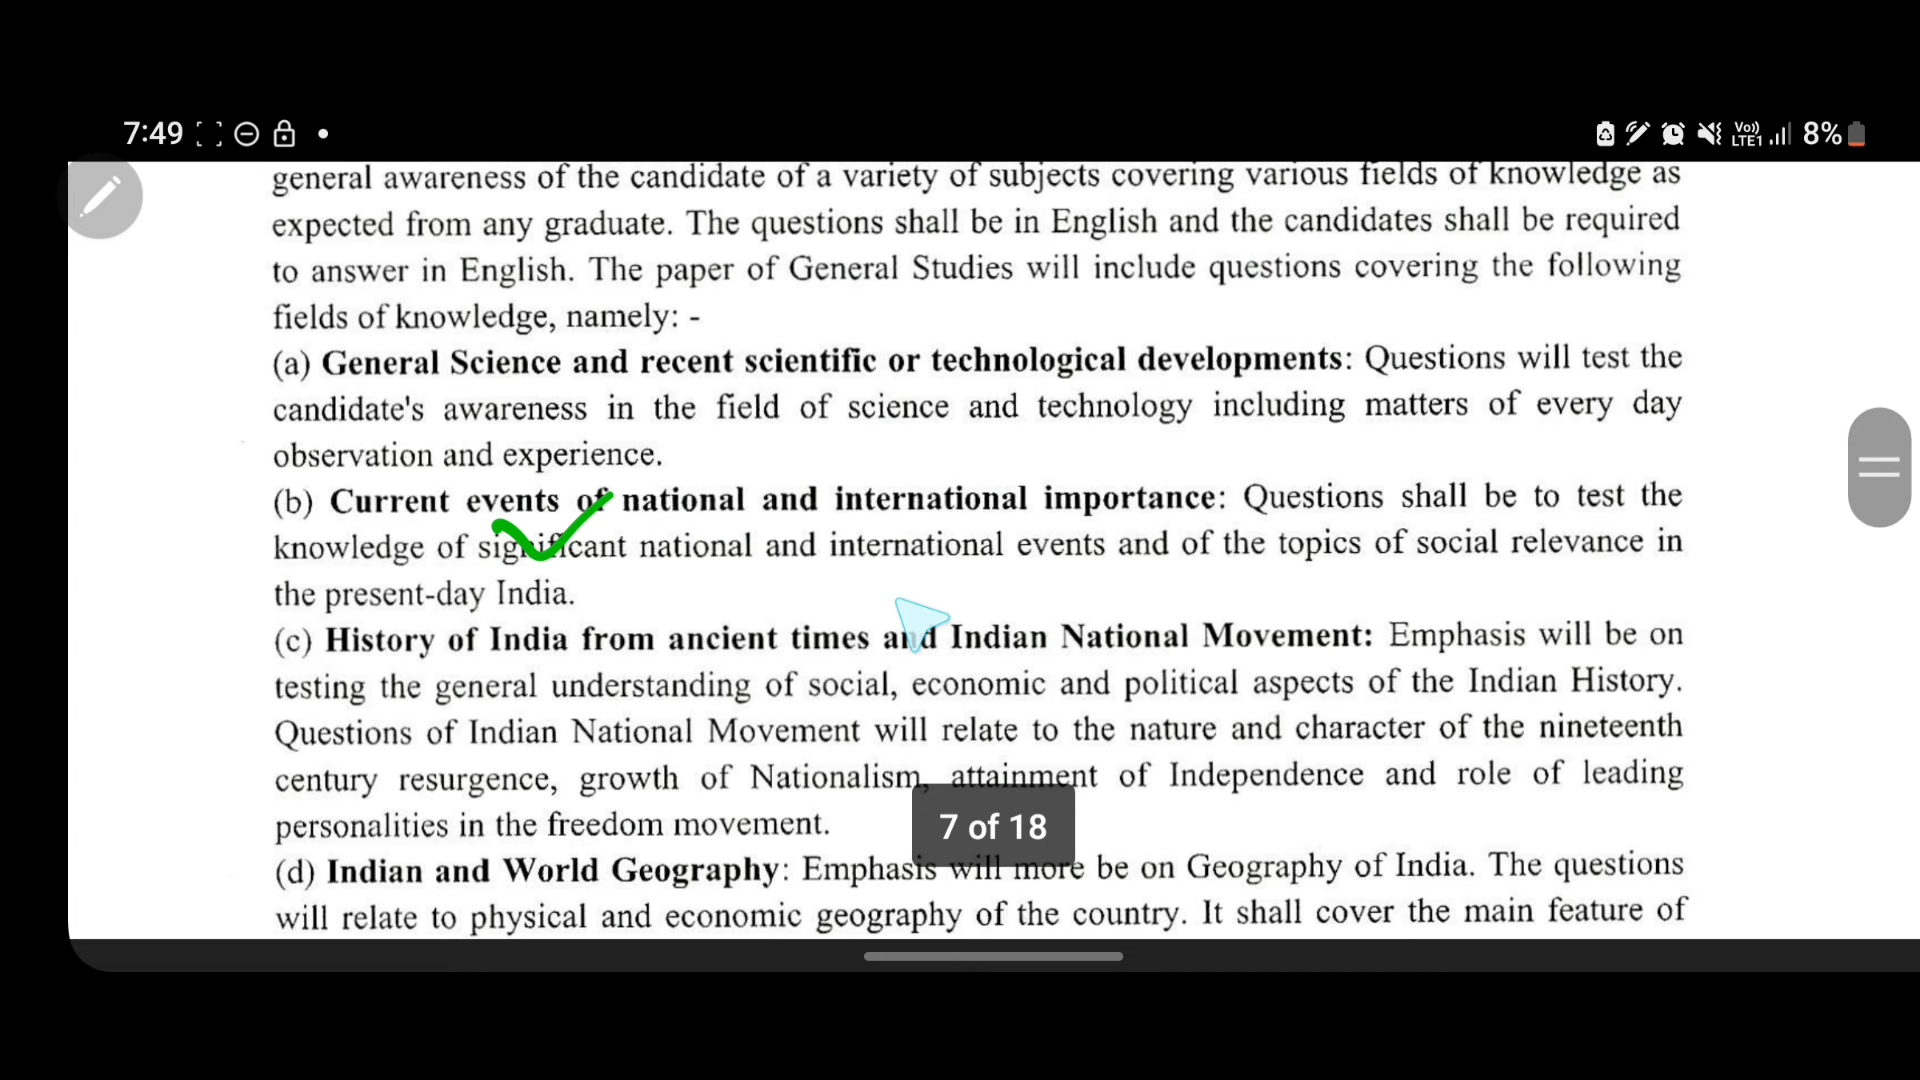 7:49
Vo))
LTE1
8%
general awareness of the candidate of a variety of subjects covering various fields of knowledge as
expected from any graduate. The questions shall be in English and the candidates shall be required
to answer in English. The paper of General Studies will include questions covering the following
fields of knowledge, namely: -
(a) General Science and recent scientific or technological developments: Questions will test the
candidate's awareness in the field of science and technology including matters of every day
observation and experience.
(b) Current events of national and international importance: Questions shall be to test the
knowledge of significant national and international events and of the topics of social relevance in
the present-day India.
(c) History of India from ancient times and Indian National Movement: Emphasis will be on
testing the general understanding of social, economic and political aspects of the Indian History.
Questions of Indian National Movement will relate to the nature and character of the nineteenth
century resurgence, growth of Nationalism, attainment of Independence and role of leading
personalities in the freedom movement.
7 of 18
(d) Indian and World Geography: Emphasis will more be on Geography of India. The questions
will relate to physical and economic geography of the country. It shall cover the main feature of